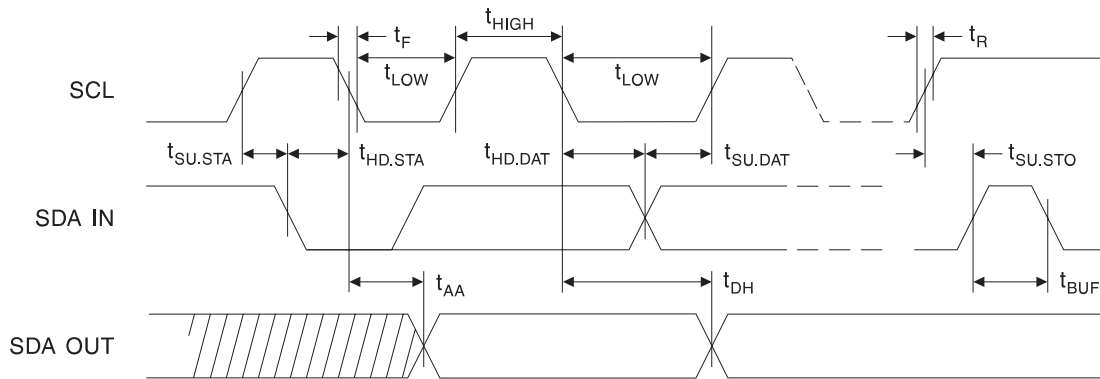 tHIGH
tF
tR
tLOW
tLOW
SCL
tSU.STA
tHD.STA
tHD.DAT
tSU.DAT
tSU.STO
SDA IN
tAA
tDH
tBUF
SDA OUT